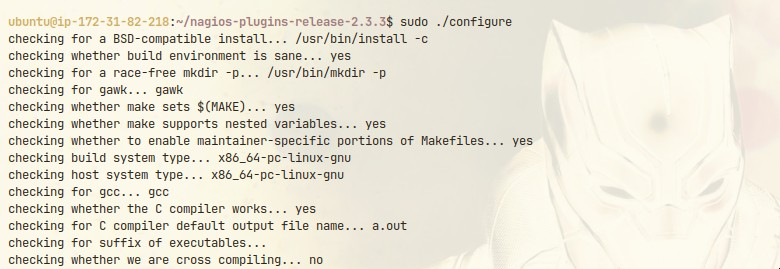 ubuntu@ip-172-31-82-218:~/nagios-plugins-release-2.3.3$ sudo ./configure
checking for a BSD-compatible install... /usr/bin/install -c
checking whether build environment is sane... yes
checking for a race-free mkdir -p... /usr/bin/mkdir -p
checking for gawk... gawk
checking whether make sets $(MAKE)... yes
checking whether make supports nested variables... yes
checking whether to enable maintainer-specific portions of Makefiles... yes
checking build system type... x86_64-pc-linux-gnu
checking host system type... x86_64-pc-linux-gnu
checking for gcc... gcc
checking whether the C compiler works... yes
checking for C compiler default output file name... a.out
checking for suffix of executables...
checking whether we are cross compiling... no